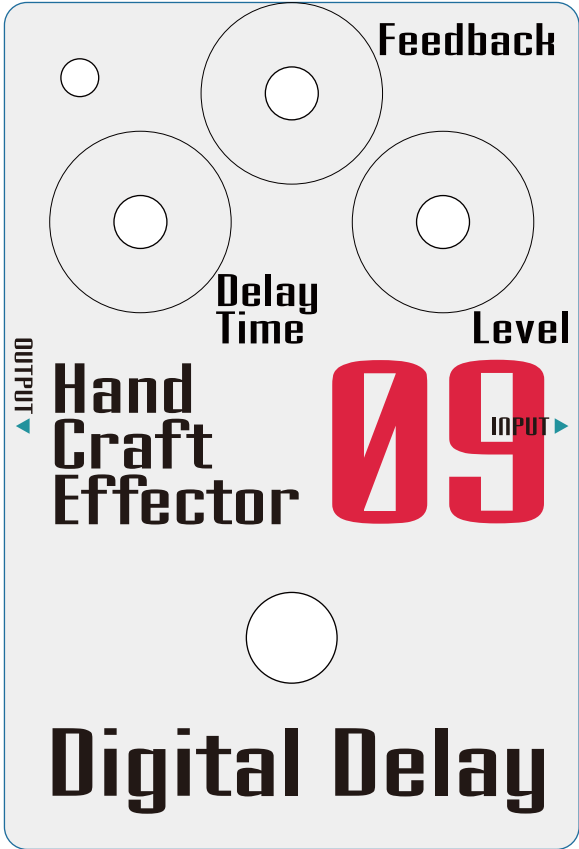 Feedback
Delay
Time
Level
OUTPUT
Hand
Craft
Effector
09
INPUT
Digital Delay